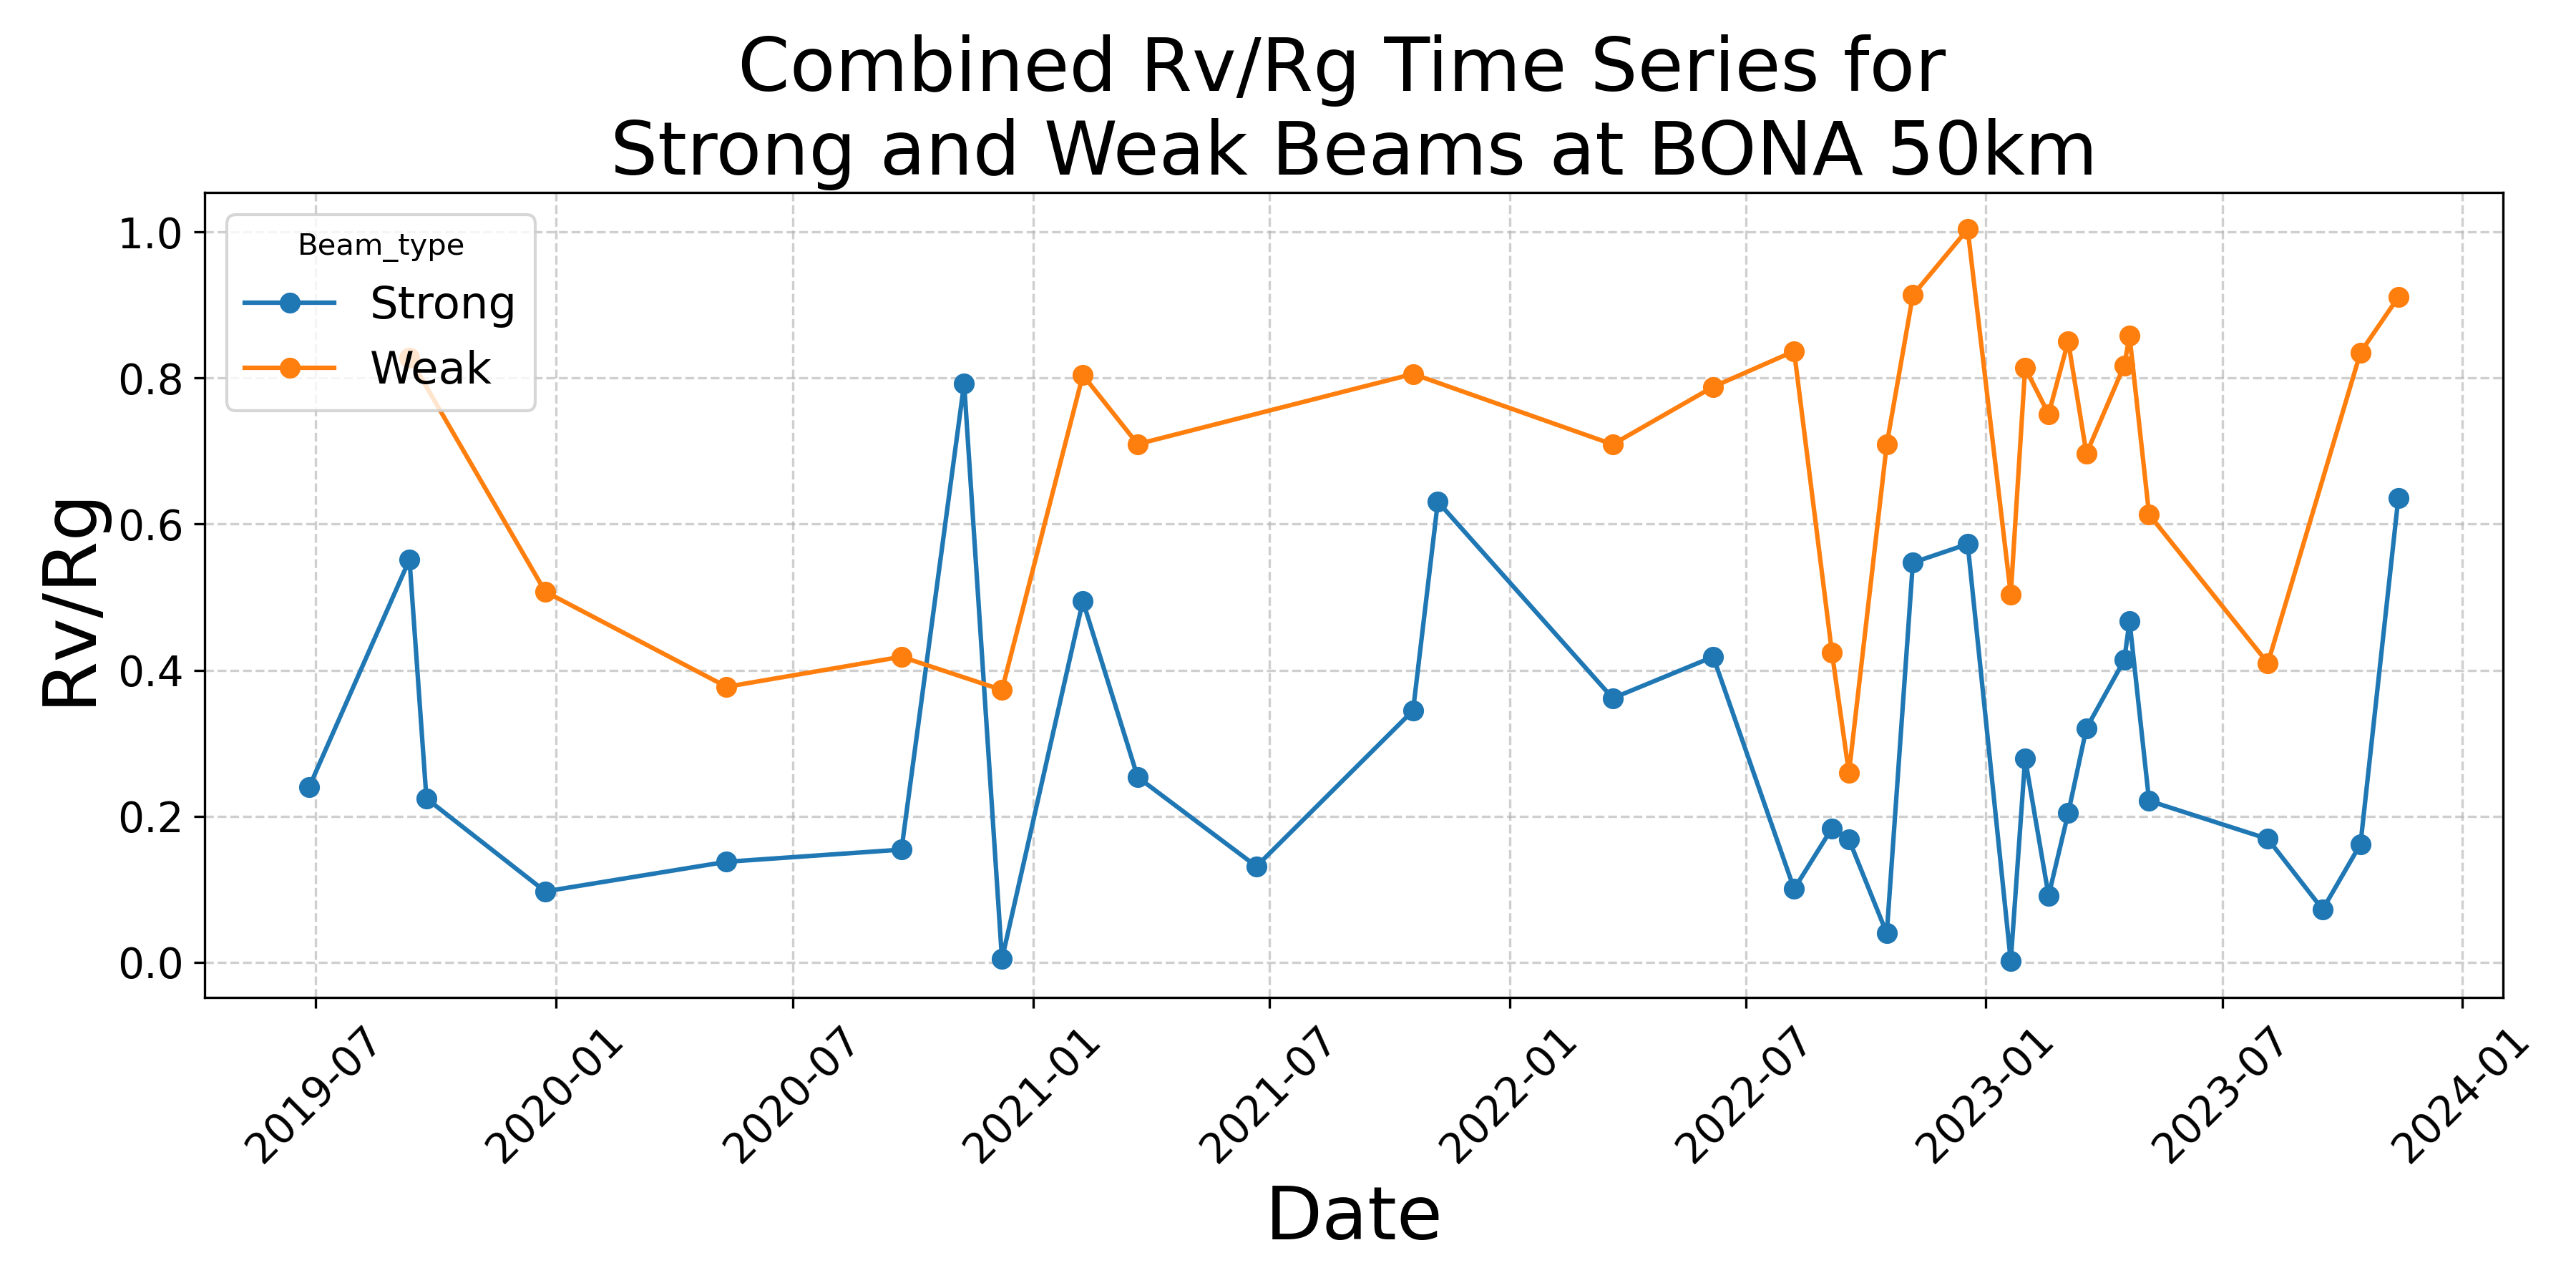 Combined Rv/Rg Time Series for
Strong and Weak Beams at BONA 50km
Beam_type
Strong
Weak
Rv/Rg
1.0
0.8
0.6
0.4
0.2
0.0
2019-07
2020-01
2020-07
2021-01
2021-07
2022-01
2022-07
2023-01
2023-07
2024-01
Date